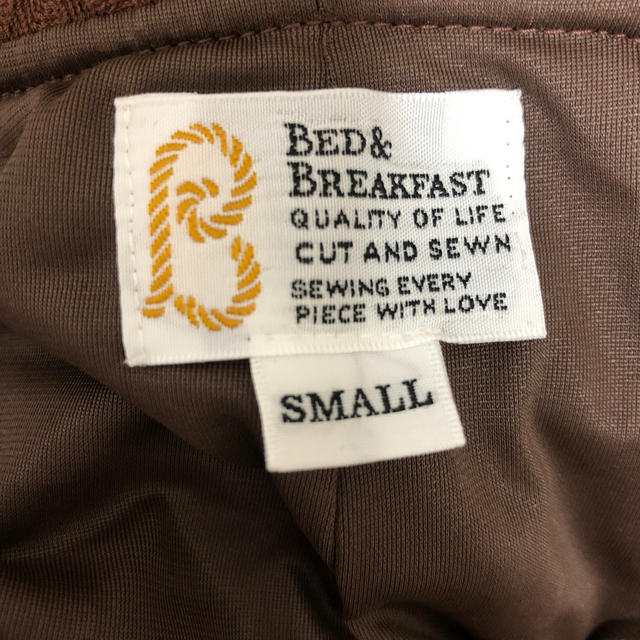 BED &
BREAKFAST
QUALITY OF LIFE
CUT AND SEWN
SEWING EVERY
PIECE WITH LOVE
SMALL